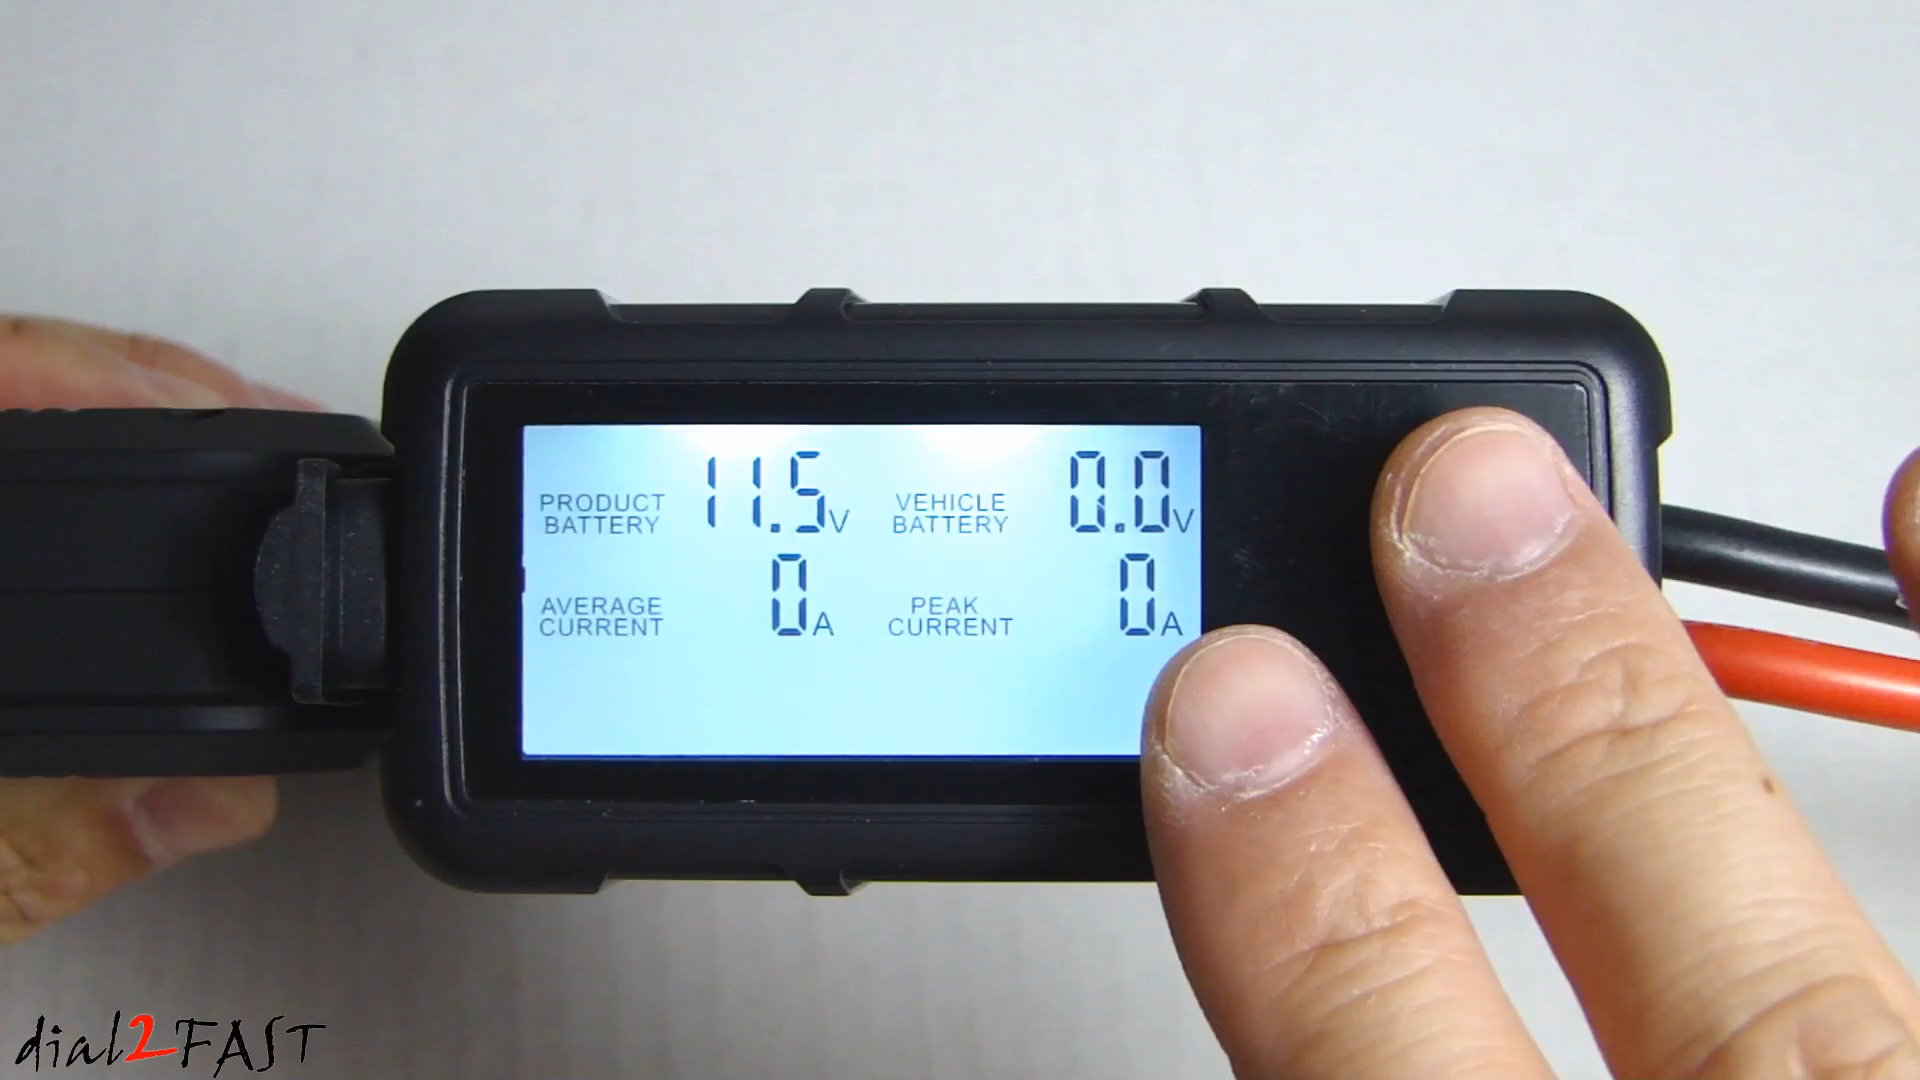 PRODUCT BATTERY 11.5V
VEHICLE BATTERY 0.0V
AVERAGE CURRENT 0A
PEAK CURRENT 0A
dial2FAST